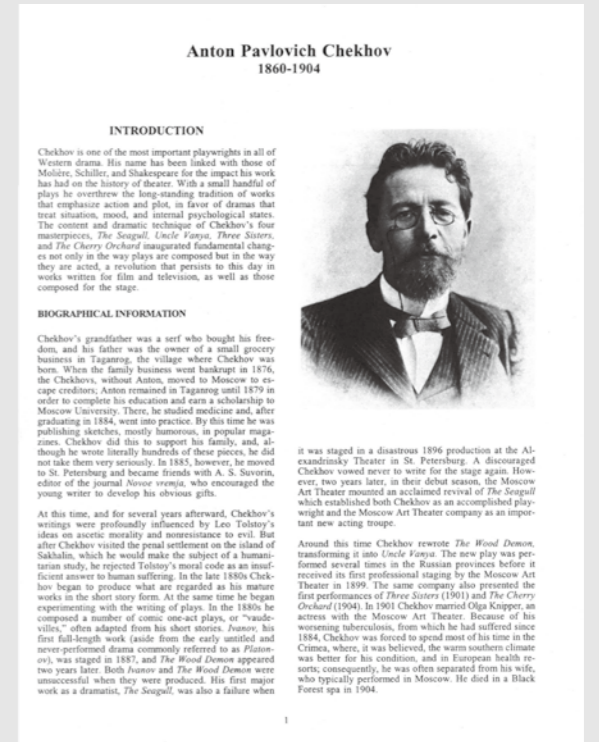 Anton Pavlovich Chekhov
1860-1904
INTRODUCTION
Chekhov is one of the most important playwrights in all of
Western drama. His name has been linked with those of
Molière, Schiller, and Shakespeare for the impact his work
has had on the history of theater. With a small handful of
plays he overthrew the long-standing tradition of works
that emphasize action and plot, in favor of dramas that
treat situation, mood, and internal psychological states.
The content and dramatic technique of Chekhov's four
masterpieces, The Seagull, Uncle Vanya, Three Sisters,
and The Cherry Orchard inaugurated fundamental chang-
es not only in the way plays are composed but in the way
they are acted, a revolution that persists to this day in
works written for film and television, as well as those
composed for the stage.
BIOGRAPHICAL INFORMATION
Chekhov's grandfather was a serf who bought his free-
dom, and his father was the owner of a small grocery
business in Taganrog, the village where Chekhov was
born. When the family business went bankrupt in 1876,
the Chekhovs, without Anton, moved to Moscow to es-
cape creditors; Anton remained in Taganrog until 1879 in
order to complete his education and earn a scholarship to
Moscow University. There, he studied medicine and, after
graduating in 1884, went into practice. By this time he was
publishing sketches, mostly humorous, in popular maga-
zines. Chekhov did this to support his family, and, al-
though he wrote literally hundreds of these pieces, he did
not take them very seriously. In 1885, however, he moved
to St. Petersburg and became friends with A. S. Suvorin,
editor of the journal Novoe vremja, who encouraged the
young writer to develop his obvious gifts.
At this time, and for several years afterward, Chekhov's
writings were profoundly influenced by Leo Tolstoy's
ideas on ascetic morality and nonresistance to evil. But
after Chekhov visited the penal settlement on the island of
Sakhalin, which he would make the subject of a humani-
tarian study, he rejected Tolstoy's moral code as an insuf-
ficient answer to human suffering. In the late 1880s Chek-
hov began to produce what are regarded as his mature
works in the short story form. At the same time he began
experimenting with the writing of plays. In the 1880s he
composed a number of comic one-act plays, or "vaude-
villes," often adapted from his short stories. Ivanov, his
first full-length work (aside from the early untitled and
never-performed drama commonly referred to as Platon-
ov), was staged in 1887, and The Wood Demon appeared
two years later. Both Ivanov and The Wood Demon were
unsuccessful when they were produced. His first major
work as a dramatist, The Seagull, was also a failure when
it was staged in a disastrous 1896 production at the Al-
exandrinsky Theater in St. Petersburg. A discouraged
Chekhov vowed never to write for the stage again. How-
ever, two years later, in their debut season, the Moscow
Art Theater mounted an acclaimed revival of The Seagull
which established both Chekhov as an accomplished play-
wright and the Moscow Art Theater company as an impor-
tant new acting troupe.
Around this time Chekhov rewrote The Wood Demon,
transforming it into Uncle Vanya. The new play was per-
formed several times in the Russian provinces before it
received its first professional staging by the Moscow Art
Theater in 1899. The same company also presented the
first performances of Three Sisters (1901) and The Cherry
Orchard (1904). In 1901 Chekhov married Olga Knipper, an
actress with the Moscow Art Theater. Because of his
worsening tuberculosis, from which he had suffered since
1884, Chekhov was forced to spend most of his time in the
Crimea, where, it was believed, the warm southern climate
was better for his condition, and in European health re-
sorts; consequently, he was often separated from his wife,
who typically performed in Moscow. He died in a Black
Forest spa in 1904.
1